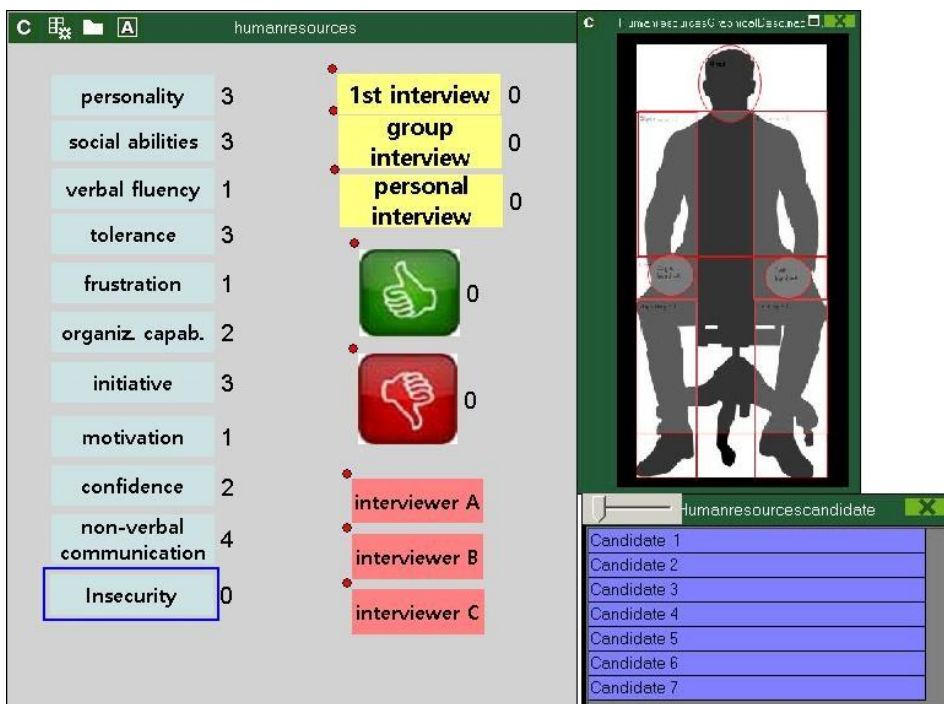 C A humanresources
personality 3
social abilities 3
verbal fluency 1
tolerance 3
frustration 1
organiz. capab. 2
initiative 3
motivation 1
confidence 2
non-verbal
communication 4
Insecurity 0
1st interview 0
group
interview 0
personal
interview 0
0
0
interviewer A
interviewer B
interviewer C
C
Humanresourcescandidate X
Candidate 1
Candidate 2
Candidate 3
Candidate 4
Candidate 5
Candidate 6
Candidate 7